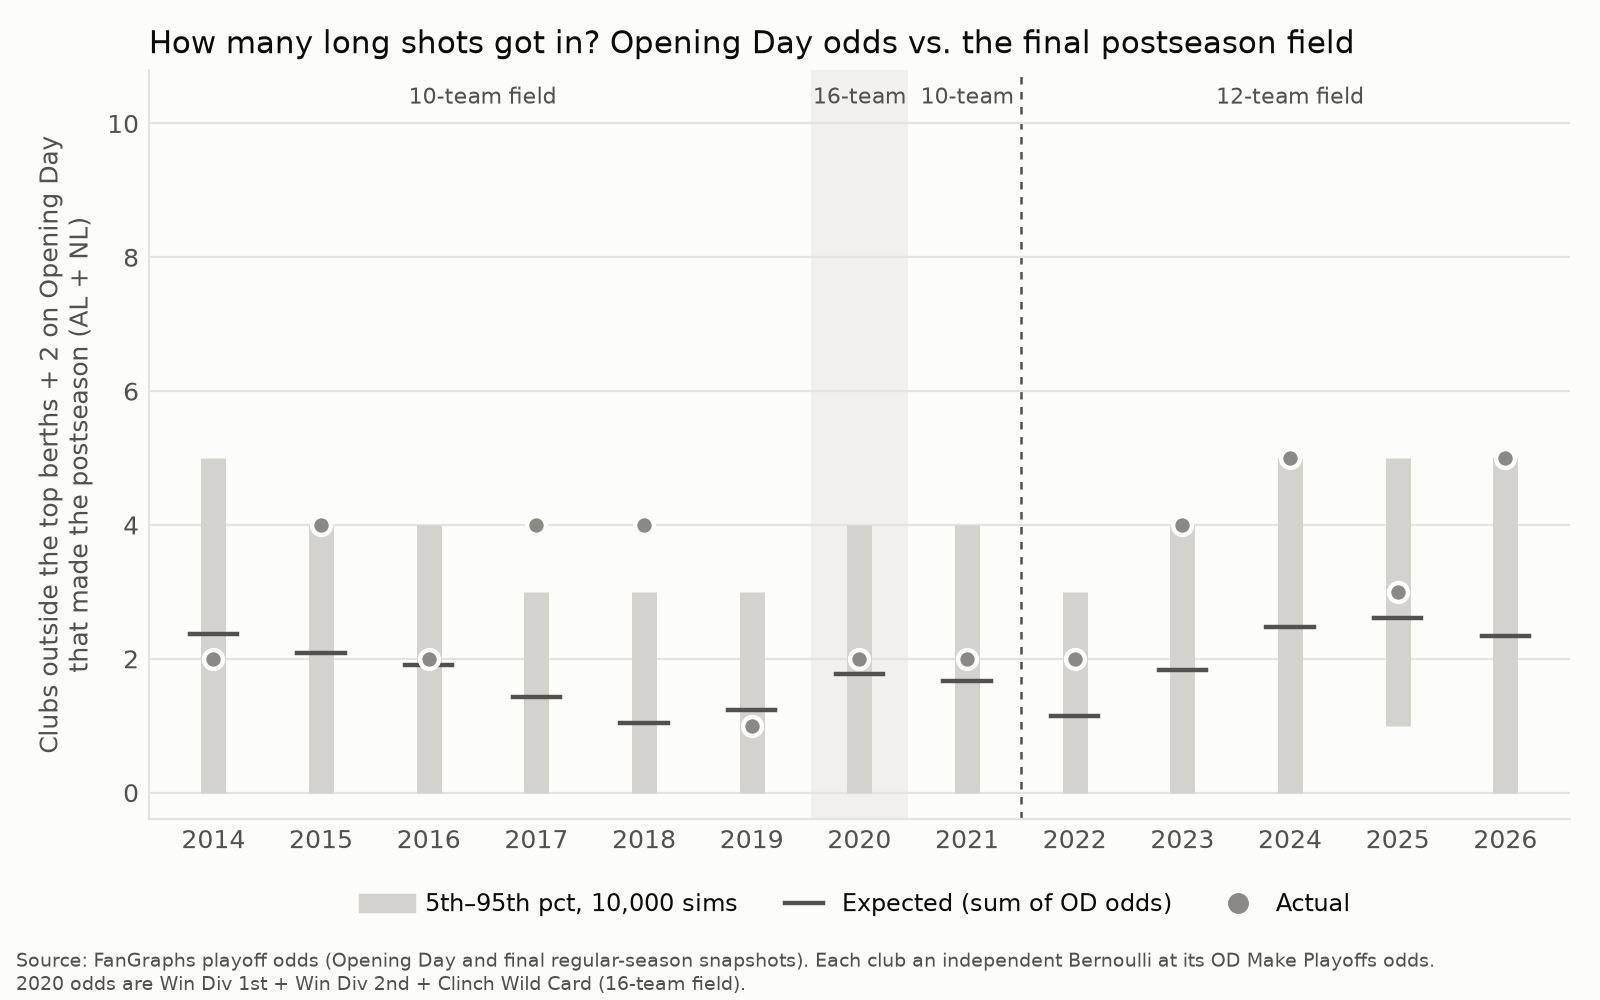 How many long shots got in? Opening Day odds vs. the final postseason field
10-team field
16-team
10-team
12-team field
Clubs outside the top berths + 2 on Opening Day
that made the postseason (AL + NL)
10
8
6
4
2
0
2014
2015
2016
2017
2018
2019
2020
2021
2022
2023
2024
2025
2026
5th–95th pct, 10,000 sims
Expected (sum of OD odds)
Actual
Source: FanGraphs playoff odds (Opening Day and final regular-season snapshots). Each club an independent Bernoulli at its OD Make Playoffs odds.
2020 odds are Win Div 1st + Win Div 2nd + Clinch Wild Card (16-team field).